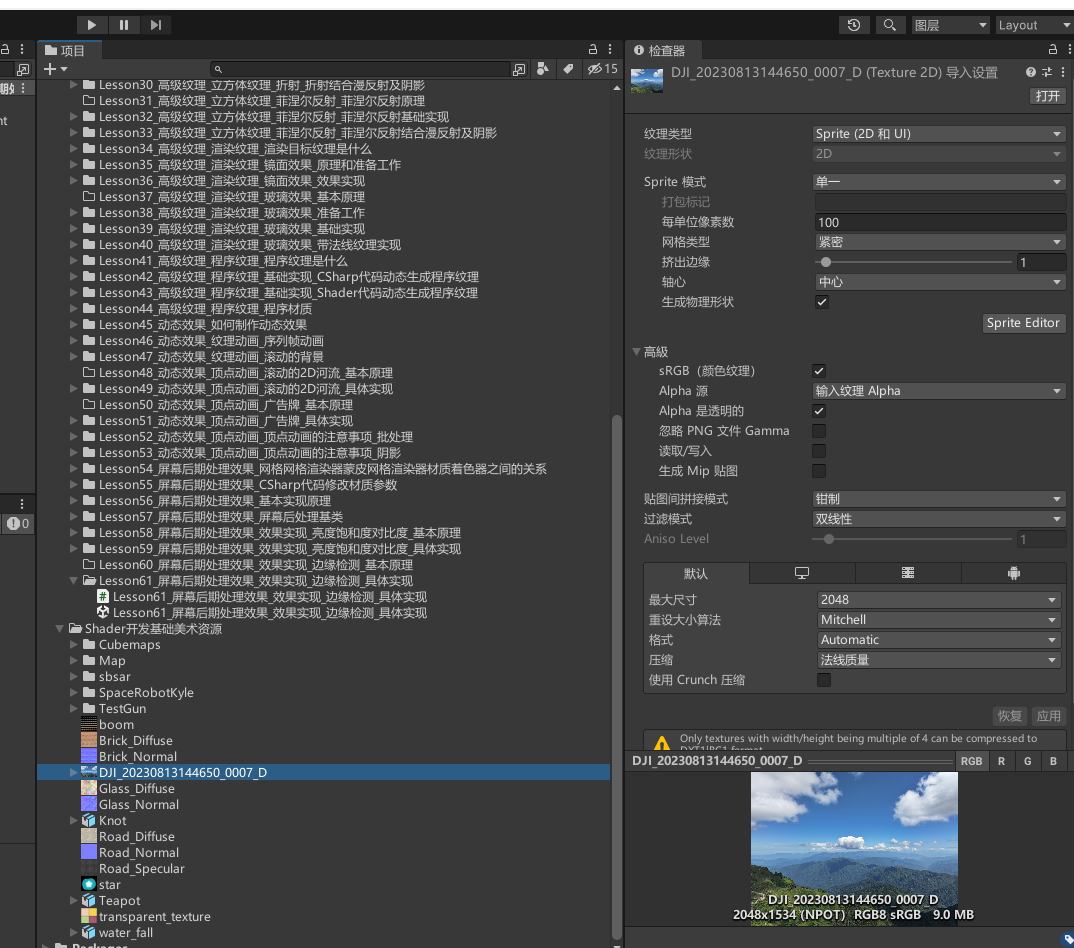 图层
Layout
项目
15
Lesson30_高级纹理_立方体纹理_折射_折射结合漫反射及阴影
Lesson31_高级纹理_立方体纹理_菲涅尔反射_菲涅尔反射原理
Lesson32_高级纹理_立方体纹理_菲涅尔反射_菲涅尔反射基础实现
Lesson33_高级纹理_立方体纹理_菲涅尔反射_菲涅尔反射结合漫反射及阴影
Lesson34_高级纹理_渲染纹理_渲染目标纹理是什么
Lesson35_高级纹理_渲染纹理_镜面效果_原理和准备工作
Lesson36_高级纹理_渲染纹理_镜面效果_效果实现
Lesson37_高级纹理_渲染纹理_玻璃效果_基本原理
Lesson38_高级纹理_渲染纹理_玻璃效果_准备工作
Lesson39_高级纹理_渲染纹理_玻璃效果_基础实现
Lesson40_高级纹理_渲染纹理_玻璃效果_带法线纹理实现
Lesson41_高级纹理_程序纹理_程序纹理是什么
Lesson42_高级纹理_程序纹理_基础实现_CSharp代码动态生成程序纹理
Lesson43_高级纹理_程序纹理_基础实现_Shader代码动态生成程序纹理
Lesson44_高级纹理_程序纹理_程序材质
Lesson45_动态效果_如何制作动态效果
Lesson46_动态效果_纹理动画_序列帧动画
Lesson47_动态效果_纹理动画_滚动的背景
Lesson48_动态效果_顶点动画_滚动的2D河流_基本原理
Lesson49_动态效果_顶点动画_滚动的2D河流_具体实现
Lesson50_动态效果_顶点动画_广告牌_基本原理
Lesson51_动态效果_顶点动画_广告牌_具体实现
Lesson52_动态效果_顶点动画_顶点动画的注意事项_批处理
Lesson53_动态效果_顶点动画_顶点动画的注意事项_阴影
Lesson54_屏幕后期处理效果_网格网格渲染器蒙皮网格渲染器材质着色器之间的关系
Lesson55_屏幕后期处理效果_CSharp代码修改材质参数
Lesson56_屏幕后期处理效果_基本实现原理
Lesson57_屏幕后期处理效果_屏幕后处理基类
Lesson58_屏幕后期处理效果_效果实现_亮度饱和度对比度_基本原理
Lesson59_屏幕后期处理效果_效果实现_亮度饱和度对比度_具体实现
Lesson60_屏幕后期处理效果_效果实现_边缘检测_基本原理
Lesson61_屏幕后期处理效果_效果实现_边缘检测_具体实现
Lesson61_屏幕后期处理效果_效果实现_边缘检测_具体实现
Lesson61_屏幕后期处理效果_效果实现_边缘检测_具体实现
Shader开发基础美术资源
Cubemaps
Map
sbsar
SpaceRobotKyle
TestGun
boom
Brick_Diffuse
Brick_Normal
DJI_20230813144650_0007_D
Glass_Diffuse
Glass_Normal
Knot
Road_Diffuse
Road_Normal
Road_Specular
star
Teapot
transparent_texture
water_fall
Packages
nt
0
检查器
DJI_20230813144650_0007_D (Texture 2D) 导入设置
打开
纹理类型 Sprite (2D 和 UI)
纹理形状 2D
Sprite 模式 单一
打包标记
每单位像素数 100
网格类型 紧密
挤出边缘 1
轴心 中心
生成物理形状
Sprite Editor
高级
sRGB（颜色纹理）
Alpha 源 输入纹理 Alpha
Alpha 是透明的
忽略 PNG 文件 Gamma
读取/写入
生成 Mip 贴图
贴图间拼接模式 钳制
过滤模式 双线性
Aniso Level 1
默认
最大尺寸 2048
重设大小算法 Mitchell
格式 Automatic
压缩 法线质量
使用 Crunch 压缩
恢复 应用
Only textures with width/height being multiple of 4 can be compressed to
DXT1|BC1 format
DJI_20230813144650_0007_D RGB R G B
DJI_20230813144650_0007_D
2048x1534 (NPOT) RGB8 sRGB 9.0 MB